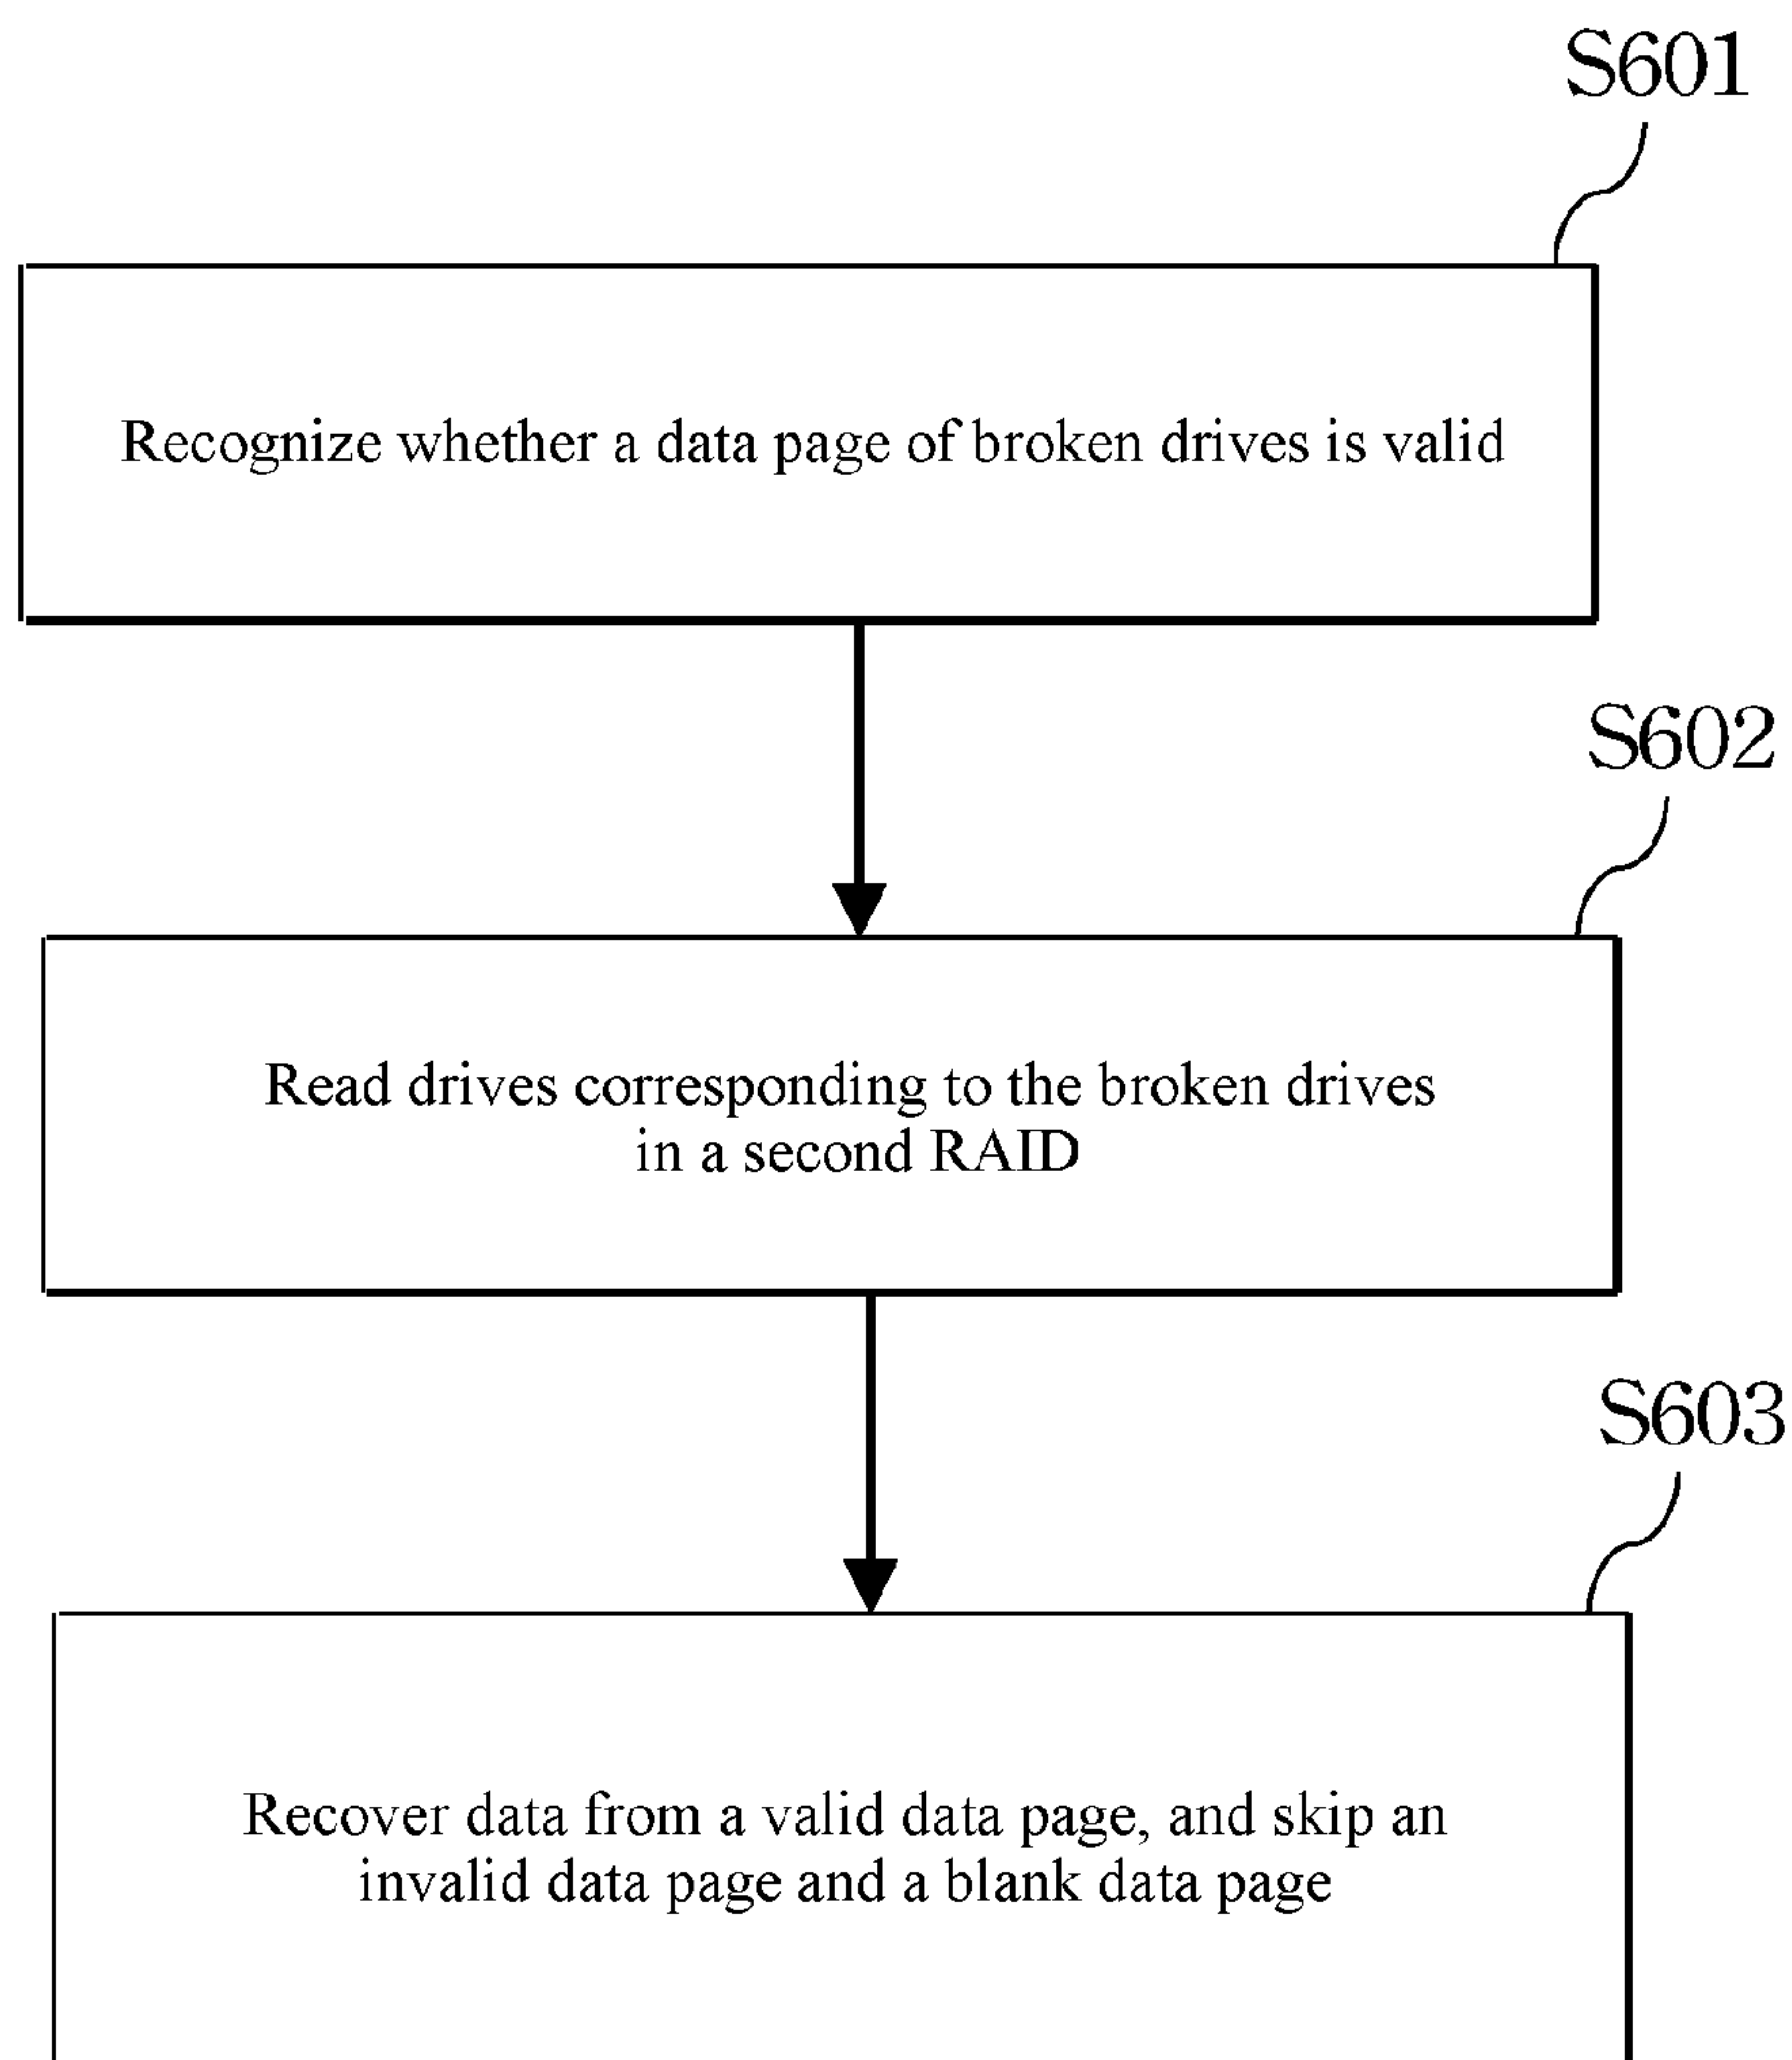 S601
Recognize whether a data page of broken drives is valid
S602
Read drives corresponding to the broken drives
in a second RAID
S603
Recover data from a valid data page, and skip an
invalid data page and a blank data page